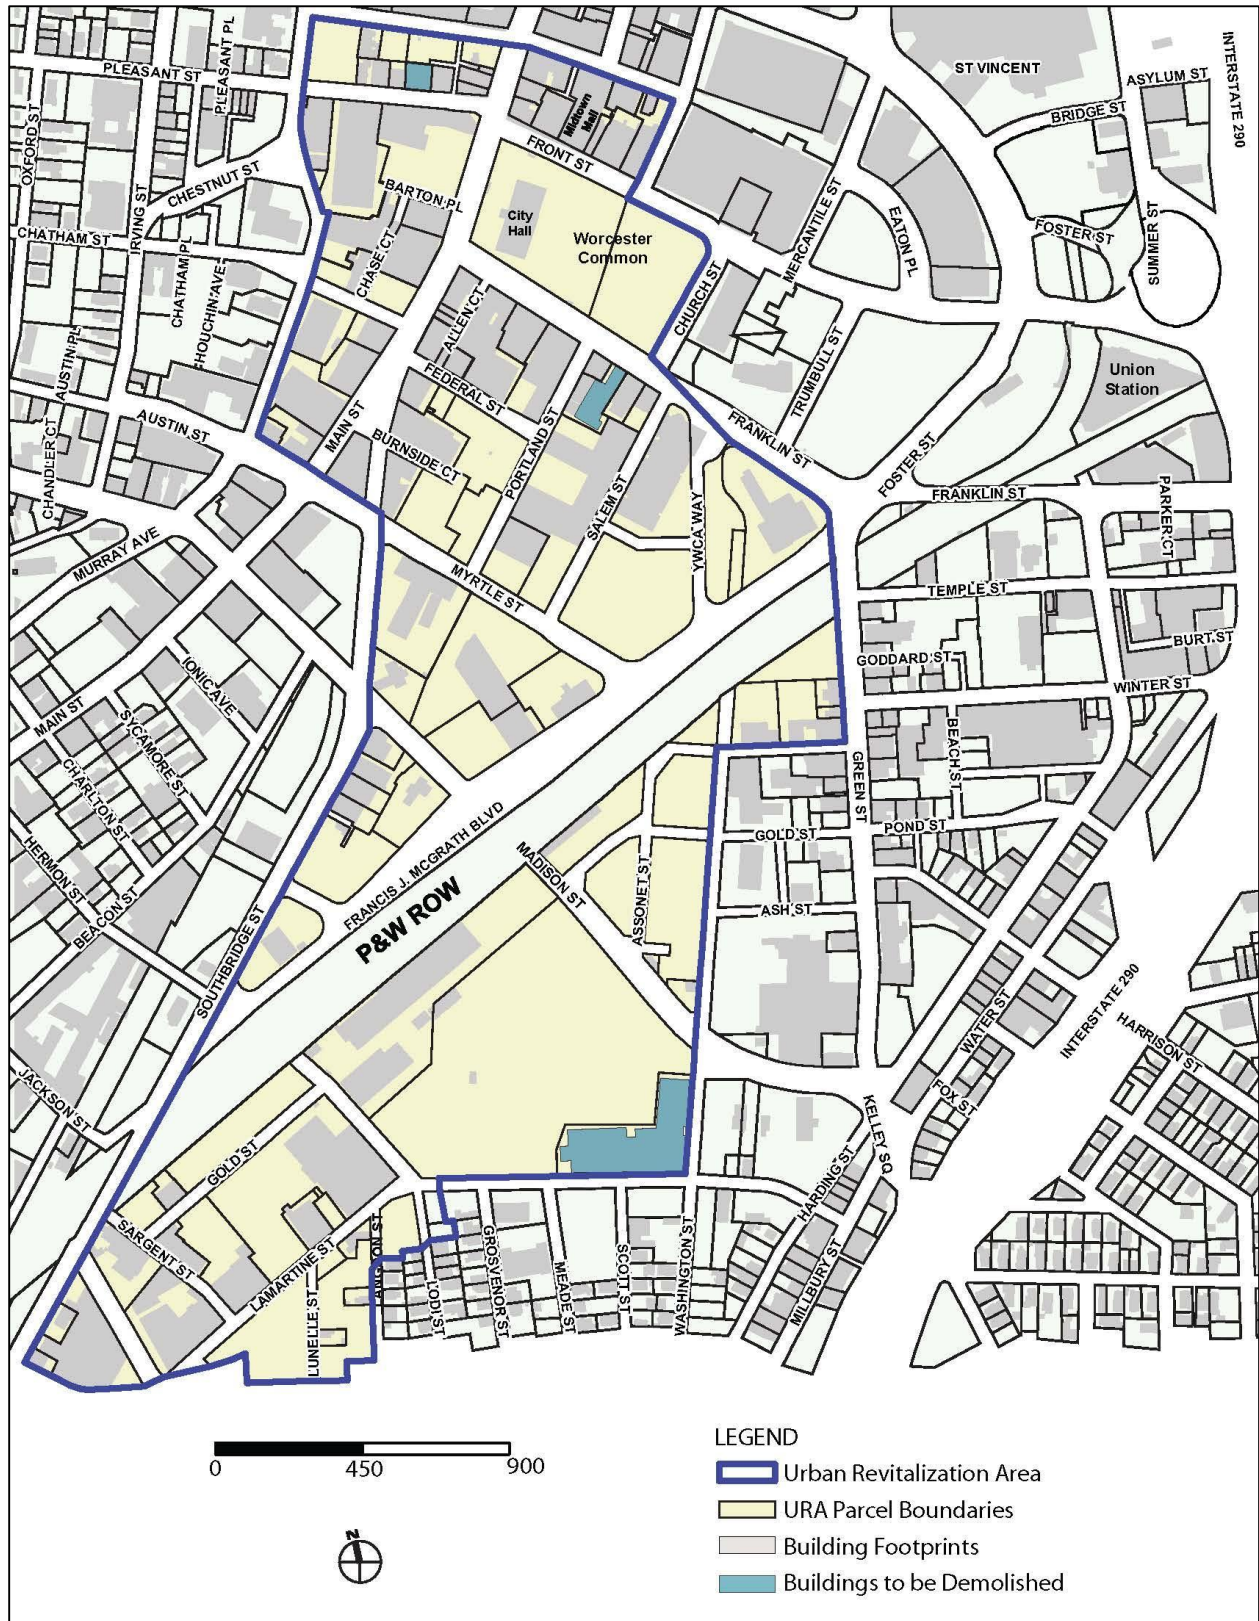 PLEASANT ST
PLEASANT PL
OXFORD ST
IRVING ST
CHESTNUT ST
CHATHAM ST
CHATHAM PL
HOUCHIN AVE
AUSTIN PL
AUSTIN ST
CHANDLER CT
MURRAY AVE
BARTON PL
CHASE CT
Midtown
Mall
FRONT ST
City
Hall
Worcester
Common
ST VINCENT
ASYLUM ST
BRIDGE ST
INTERSTATE 290
FOSTER ST
SUMMER ST
EATON PL
MERCANTILE ST
CHURCH ST
TRUMBULL ST
Union
Station
ALLEN CT
FEDERAL ST
MAIN ST
BURNSIDE CT
PORTLAND ST
SALEM ST
YWCA WAY
FRANKLIN ST
FOSTER ST
FRANKLIN ST
PARKER CT
MYRTLE ST
TEMPLE ST
BURT ST
GODDARD ST
WINTER ST
BEACH ST
GREEN ST
POND ST
GOLD ST
ASH ST
IONIC AVE
MAIN ST
SYCAMORE ST
CHARLTON ST
HERMON ST
BEACON ST
SOUTHBRIDGE ST
FRANCIS J. MCGRATH BLVD
P&W ROW
MADISON ST
ASSONET ST
WATER ST
INTERSTATE 290
HARRISON ST
FOX ST
KELLEY SQ
HARDING ST
MILLBURY ST
JACKSON ST
GOLD ST
SARGENT ST
LAMARTINE ST
LUNELLE ST
LODI ST
GROSVENOR ST
MEADE ST
SCOTT ST
WASHINGTON ST
0 450 900
N
LEGEND
Urban Revitalization Area
URA Parcel Boundaries
Building Footprints
Buildings to be Demolished